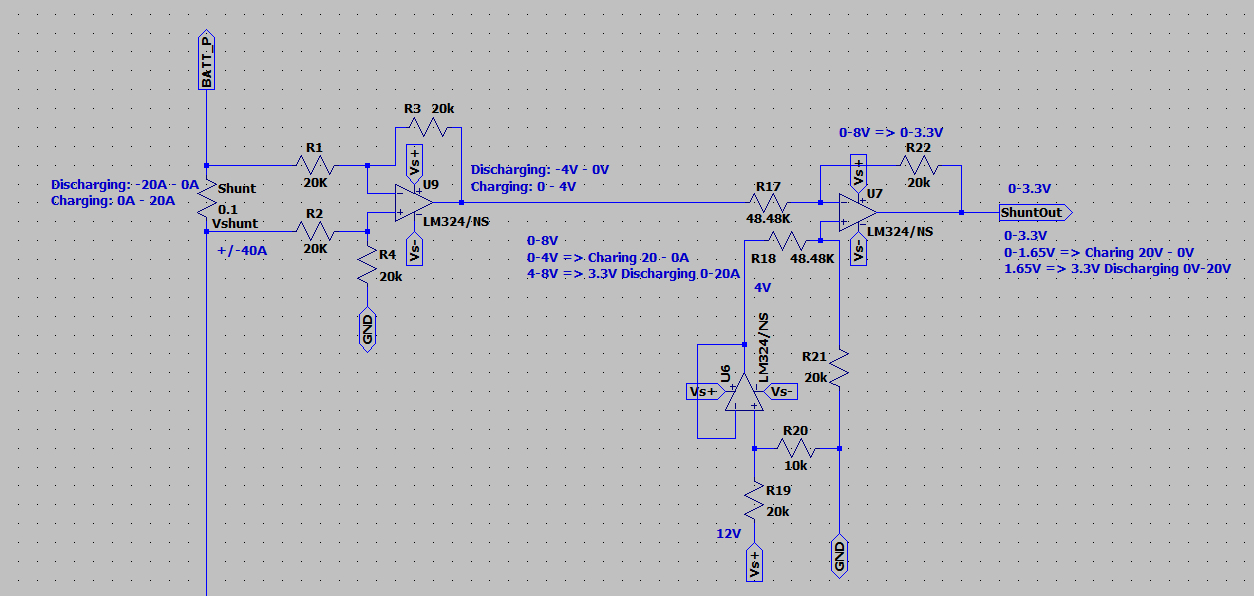 BATT_P
R3 20k
Vs+
0-8V => 0-3.3V
R22
20k
Vs+
R1
20K
U9
LM324/NS
Discharging: -4V - 0V
Charging: 0 - 4V
Discharging: -20A - 0A
Charging: 0A - 20A
Shunt
0.1
Vshunt
+/-40A
R2
20K
Vs-
R4
20k
GND
R17
48.48K
U7
LM324/NS
Vs-
0-3.3V
ShuntOut
0-3.3V
0-1.65V => Charing 20V - 0V
1.65V => 3.3V Discharging 0V-20V
0-8V
0-4V => Charing 20 - 0A
4-8V => 3.3V Discharging 0-20A
R18 48.48K
4V
U6
LM324/NS
Vs+
Vs-
R21
20k
R20
10k
R19
20k
12V
Vs+
GND